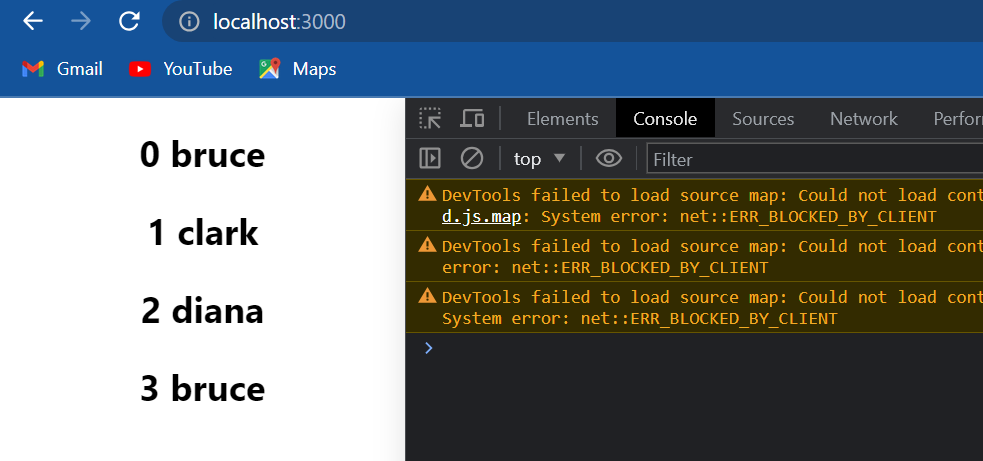 localhost:3000
Gmail YouTube Maps
0 bruce
1 clark
2 diana
3 bruce
Elements Console Sources Network Perfor
top Filter
DevTools failed to load source map: Could not load cont
d.js.map: System error: net::ERR_BLOCKED_BY_CLIENT
DevTools failed to load source map: Could not load cont
error: net::ERR_BLOCKED_BY_CLIENT
DevTools failed to load source map: Could not load cont
System error: net::ERR_BLOCKED_BY_CLIENT